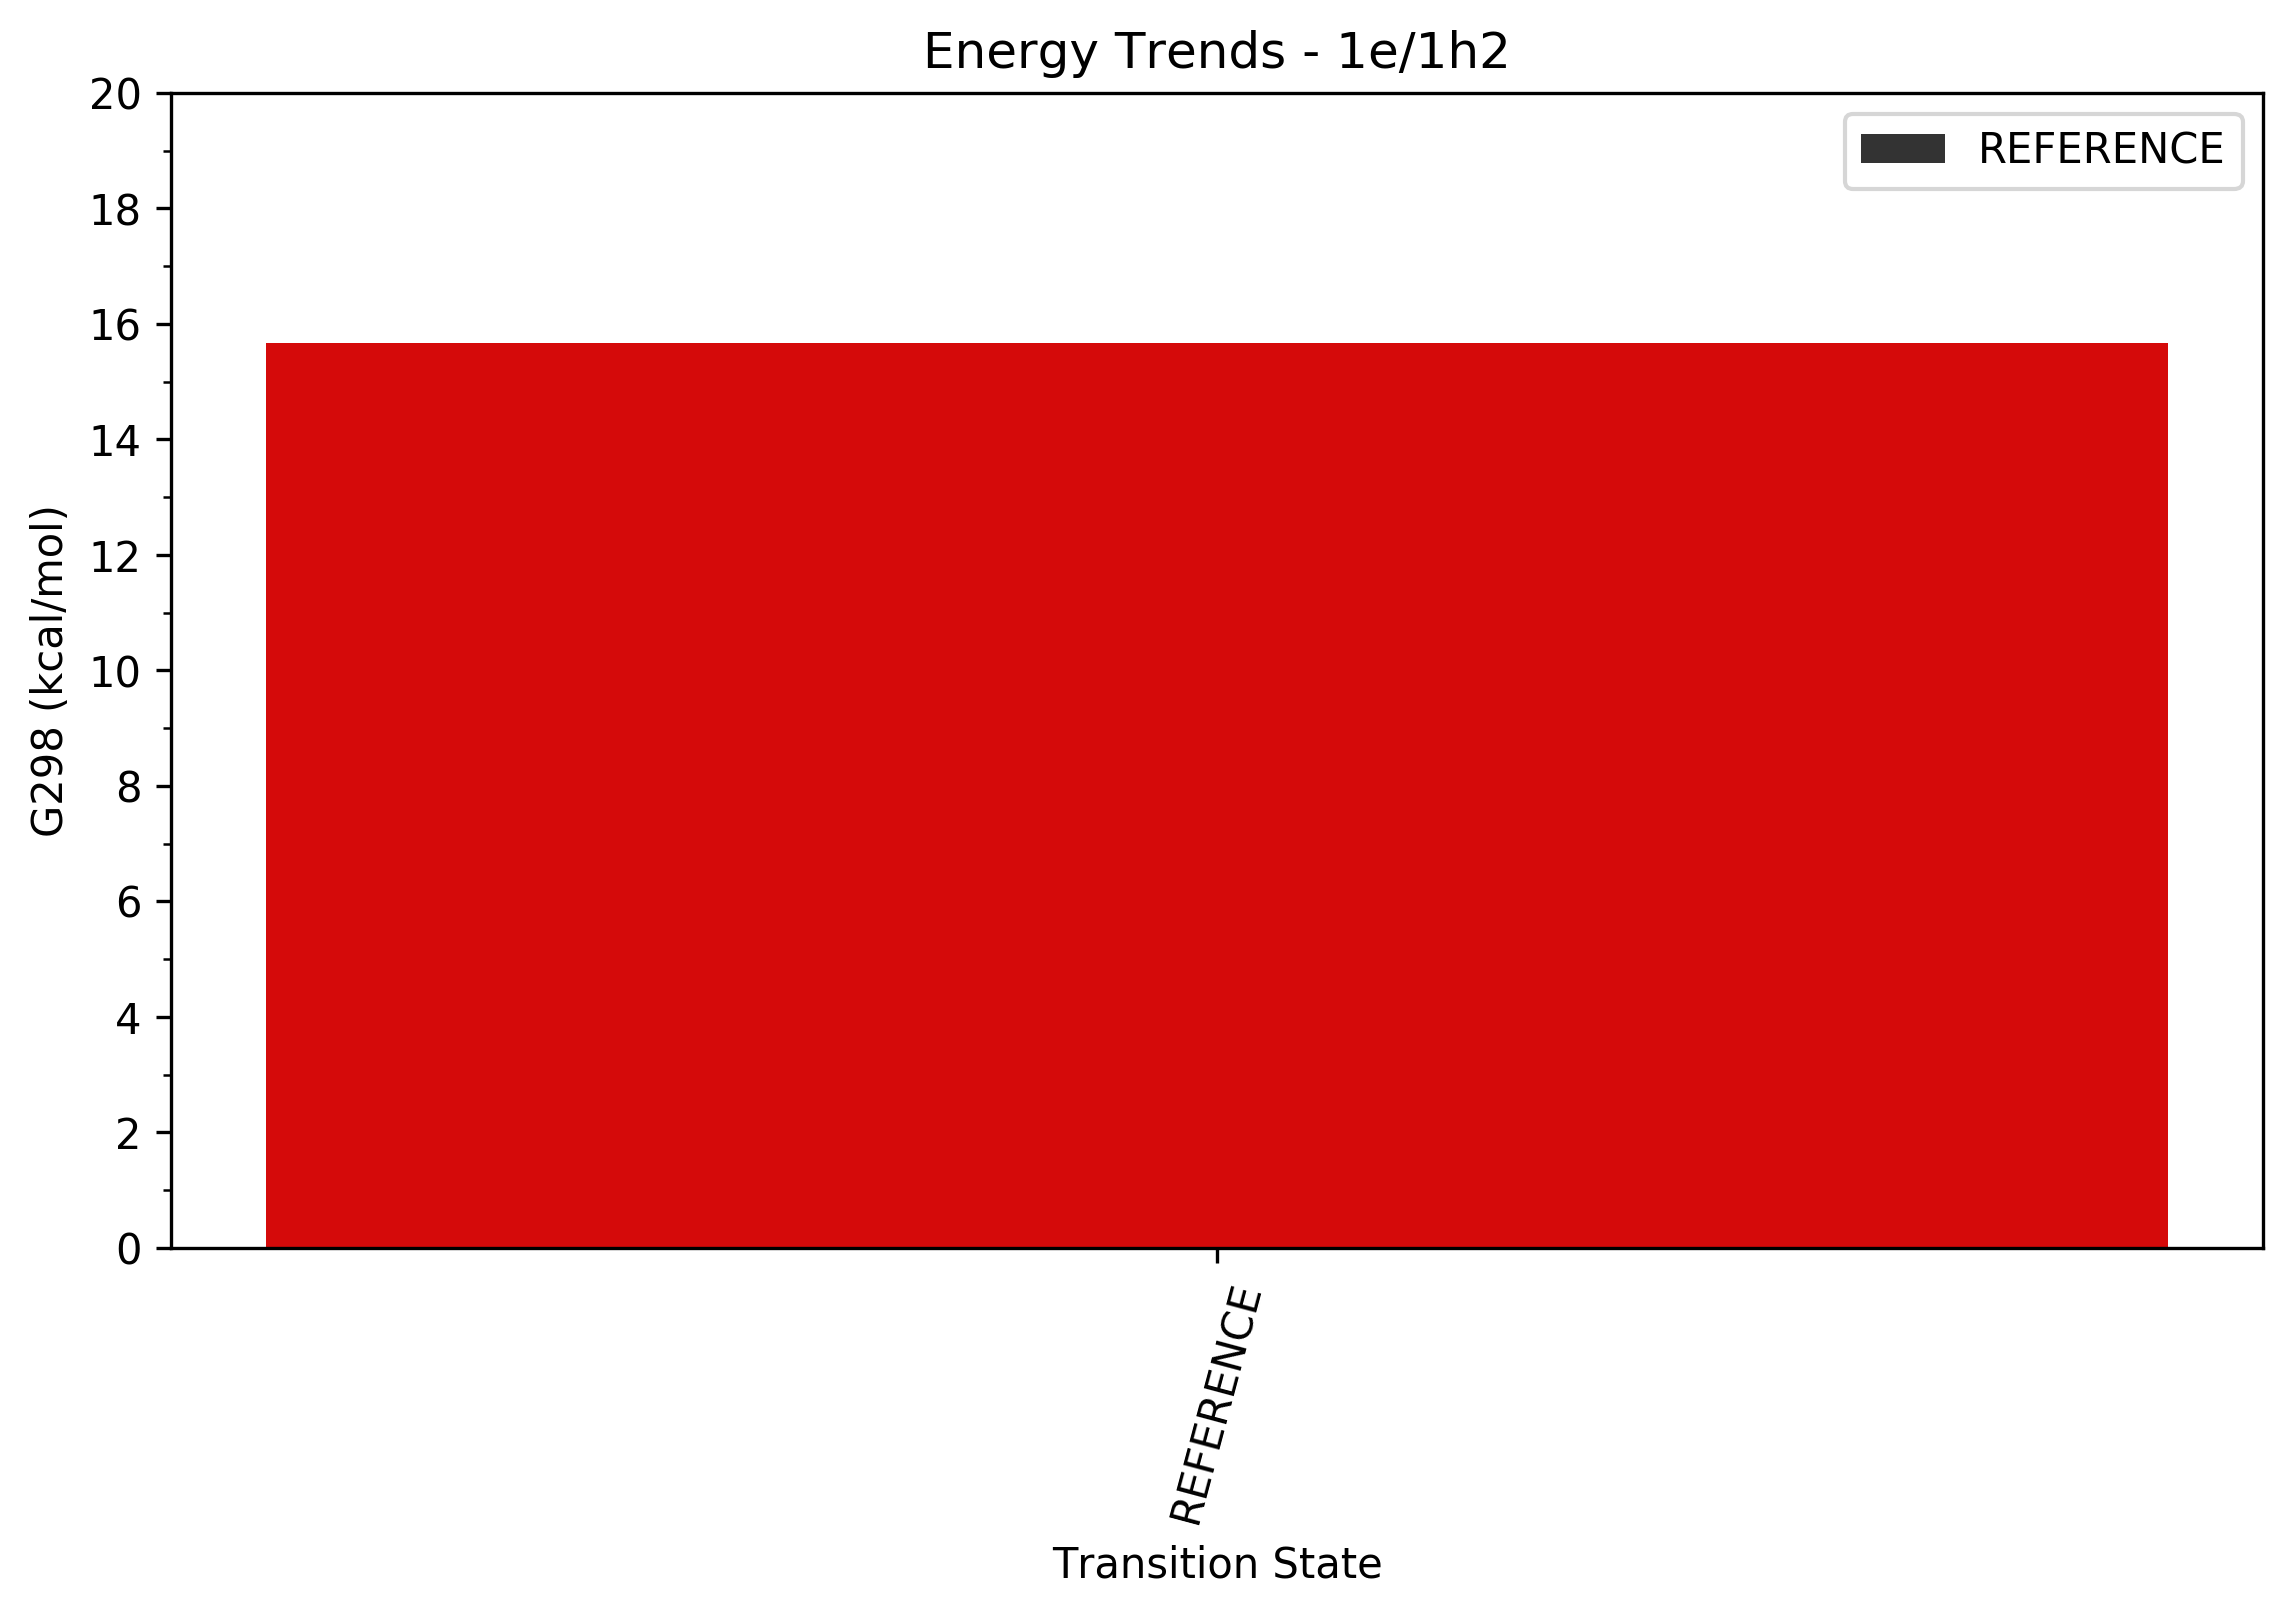 Energy Trends - 1e/1h2
REFERENCE
20
18
16
14
12
10
8
6
4
2
0
G298 (kcal/mol)
REFERENCE
Transition State